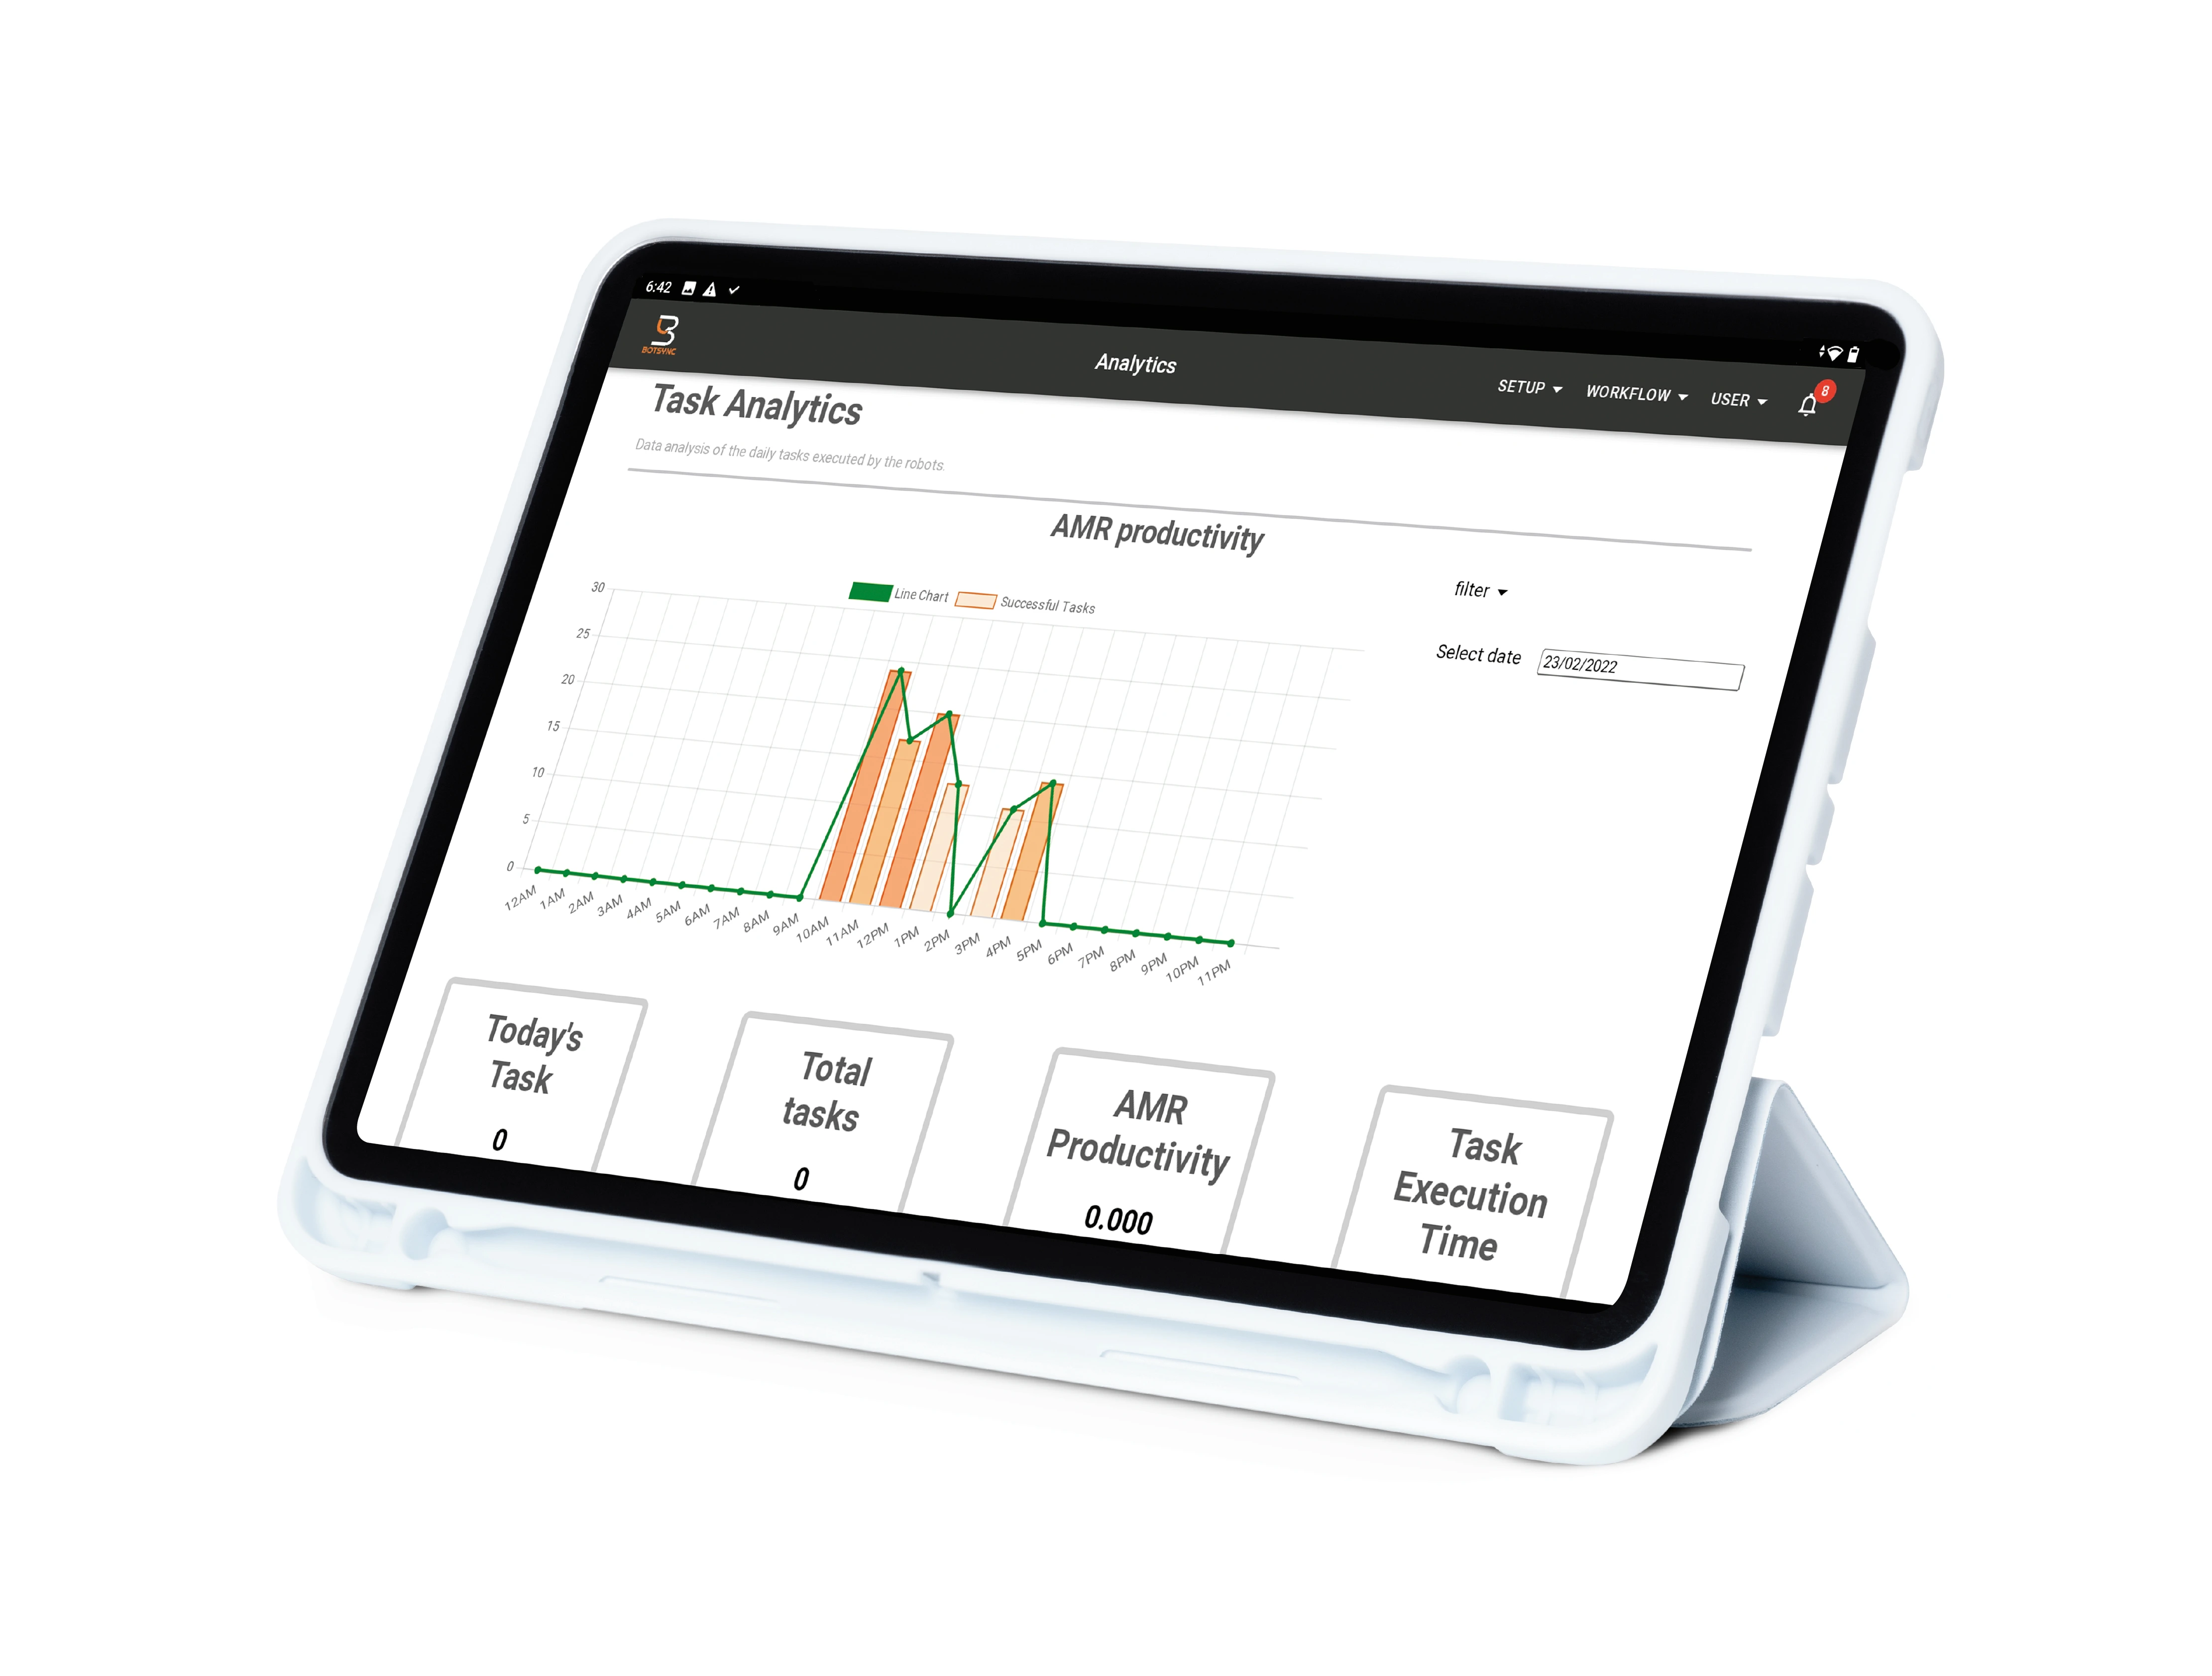 6:42
BOTSYNC
Analytics
SETUP
WORKFLOW
USER
8
Task Analytics
Data analysis of the daily tasks executed by the robots.
AMR productivity
Line Chart
Successful Tasks
filter
Select date
23/02/2022
30
25
20
15
10
5
0
12AM 1AM 2AM 3AM 4AM 5AM 6AM 7AM 8AM 9AM 10AM 11AM 12PM 1PM 2PM 3PM 4PM 5PM 6PM 7PM 8PM 9PM 10PM 11PM
Today's
Task
0
Total
tasks
0
AMR
Productivity
0.000
Task
Execution
Time